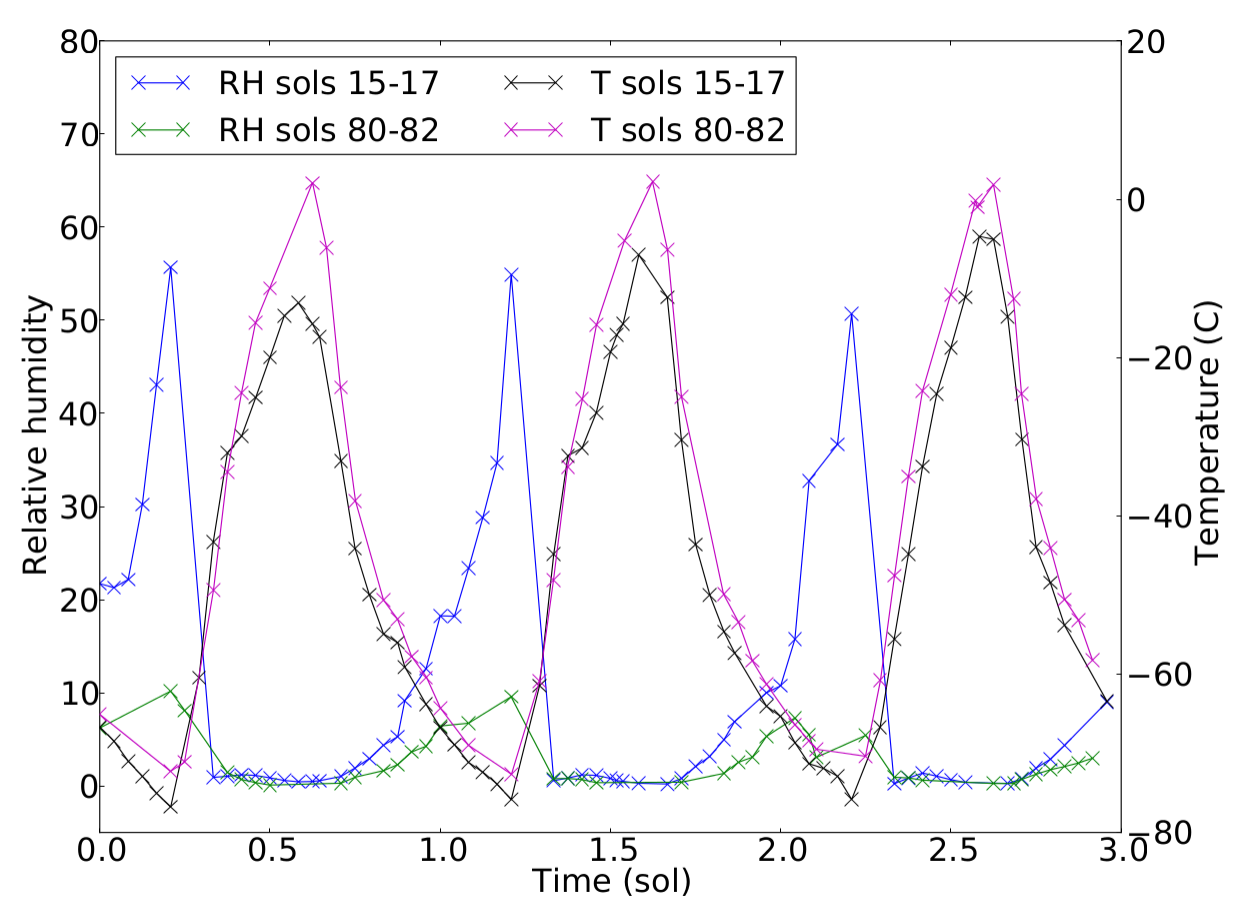 80
70
60
50
40
30
20
10
0
Relative humidity
RH sols 15-17
RH sols 80-82
T sols 15-17
T sols 80-82
20
0
−20
−40
−60
−80
Temperature (C)
0.0 0.5 1.0 1.5 2.0 2.5 3.0
Time (sol)